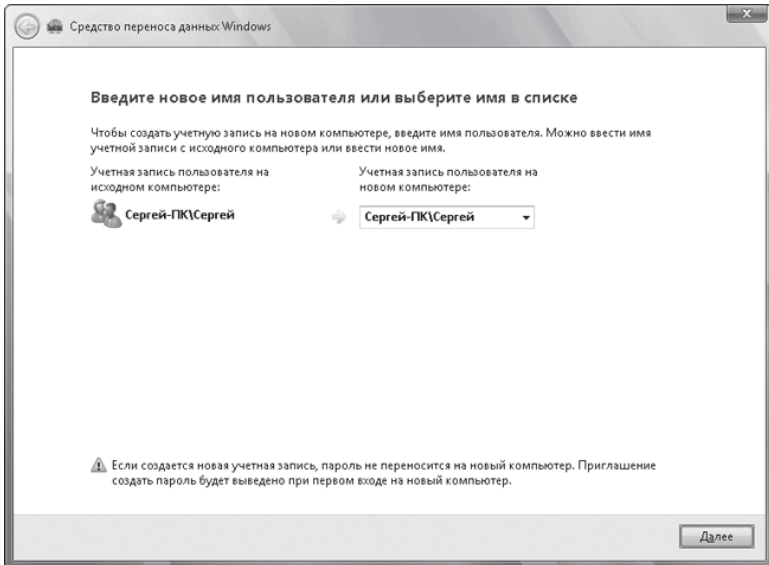 Средство переноса данных Windows
Введите новое имя пользователя или выберите имя в списке
Чтобы создать учетную запись на новом компьютере, введите имя пользователя. Можно ввести имя
учетной записи с исходного компьютера или ввести новое имя.
Учетная запись пользователя на
исходном компьютере:
Учетная запись пользователя на
новом компьютере:
Сергей-ПК\Сергей
Сергей-ПК\Сергей
Если создается новая учетная запись, пароль не переносится на новый компьютер. Приглашение
создать пароль будет выведено при первом входе на новый компьютер.
Далее